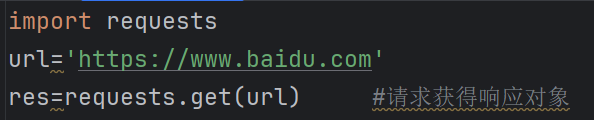 import requests
url='https://www.baidu.com'
res=requests.get(url)     #请求获得响应对象